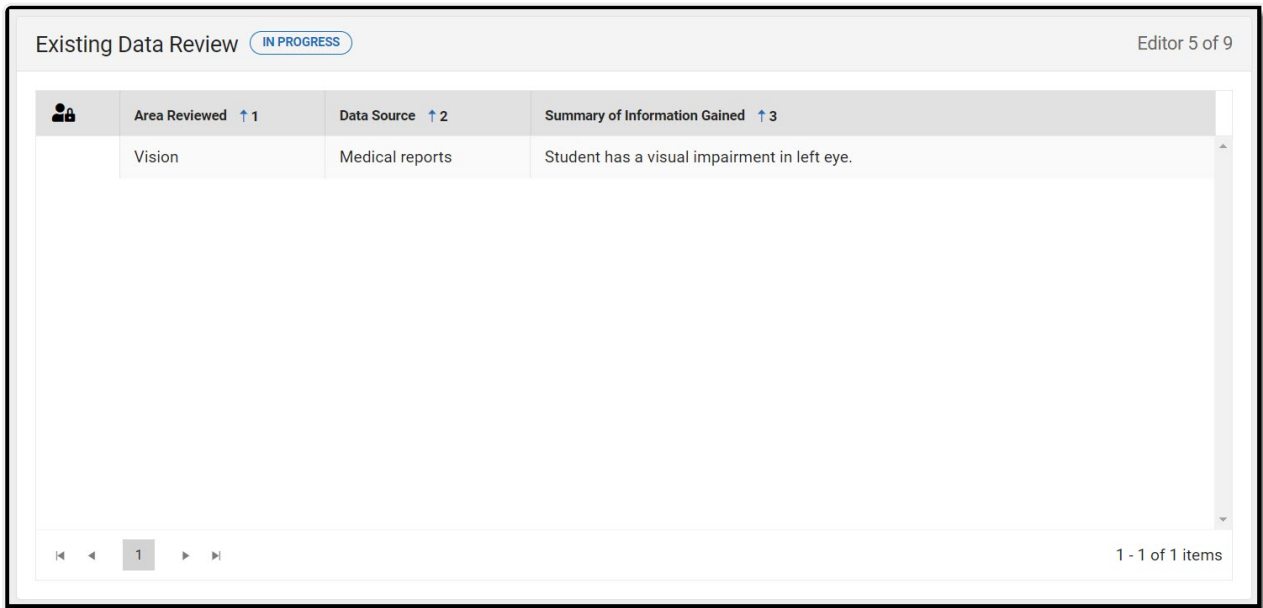 Existing Data Review IN PROGRESS Editor 5 of 9
Area Reviewed ↑ 1 Data Source ↑ 2 Summary of Information Gained ↑ 3
Vision Medical reports Student has a visual impairment in left eye.
1 1 - 1 of 1 items